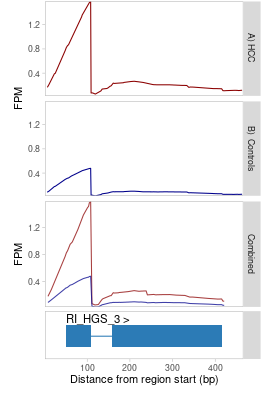 1.2
0.8
0.4
A) HCC
FPM
1.2
0.8
0.4
B) Controls
1.2
0.8
0.4
FPM
Combined
RI_HGS_3 >
100 200 300 400
Distance from region start (bp)